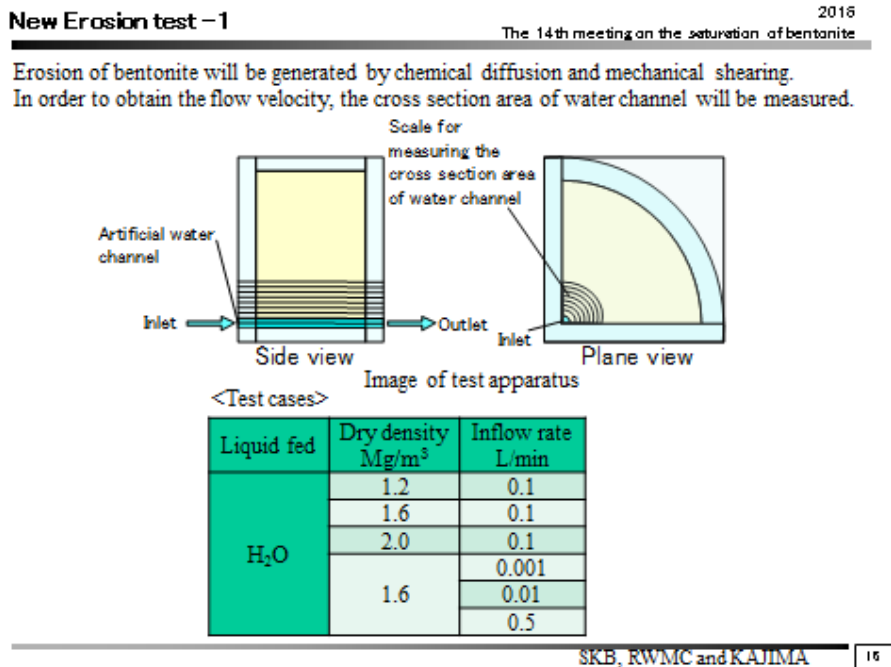 New Erosion test-1
2016
The 14th meeting on the saturation of bentonite
Erosion of bentonite will be generated by chemical diffusion and mechanical shearing.
In order to obtain the flow velocity, the cross section area of water channel will be measured.
Scale for
measuring the
cross section area
of water channel
Artificial water
channel
Inlet
Outlet
Inlet
Side view
Plane view
Image of test apparatus
<Test cases>
Liquid fed
Dry density
Mg/m³
Inflow rate
L/min
H₂O
1.2 0.1
1.6 0.1
2.0 0.1
1.6
0.001
0.01
0.5
SKB, RWMC and KAJIMA